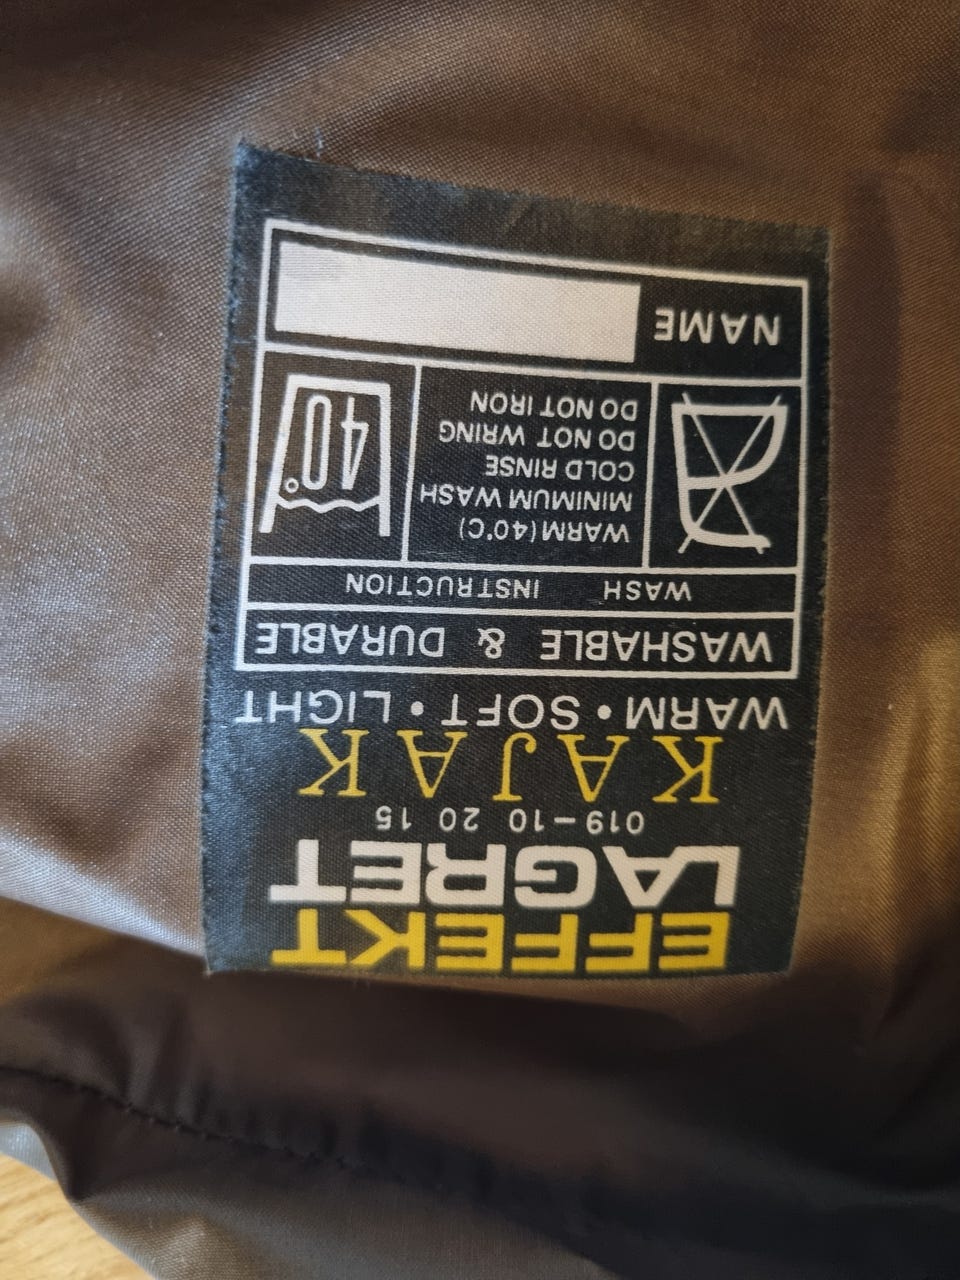 EFFEKT
LAGRET
019-10 20 15
KAJAK
WARM • SOFT • LIGHT
WASHABLE & DURABLE
WASH INSTRUCTION
WARM(40°C)
MINIMUM WASH
COLD RINSE
DO NOT WRING
DO NOT IRON
40°
NAME